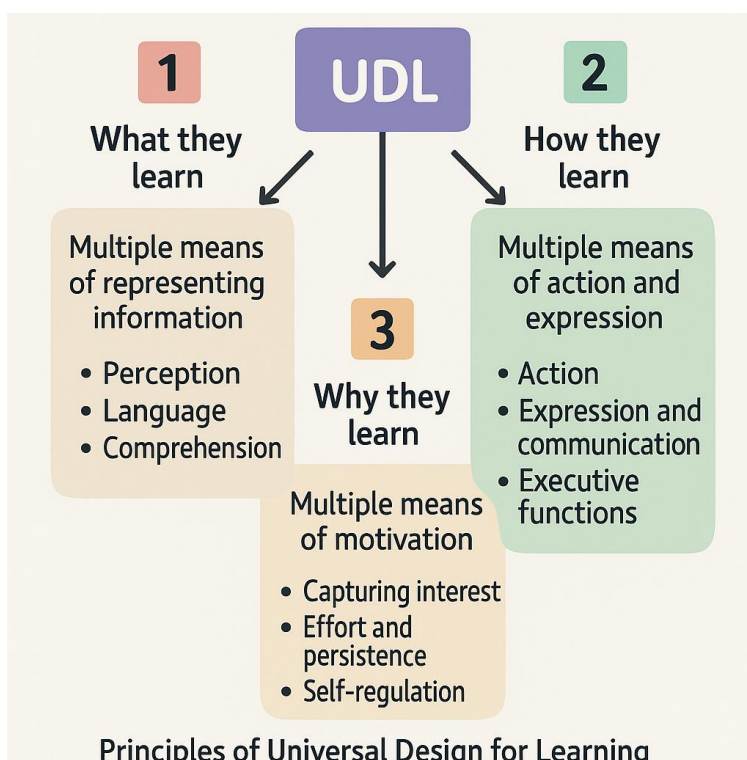 UDL
1
What they
learn
Multiple means
of representing
information
• Perception
• Language
• Comprehension
2
How they
learn
Multiple means
of action and
expression
• Action
• Expression and
communication
• Executive
functions
3
Why they
learn
Multiple means
of motivation
• Capturing interest
• Effort and
persistence
• Self-regulation
Principles of Universal Design for Learning